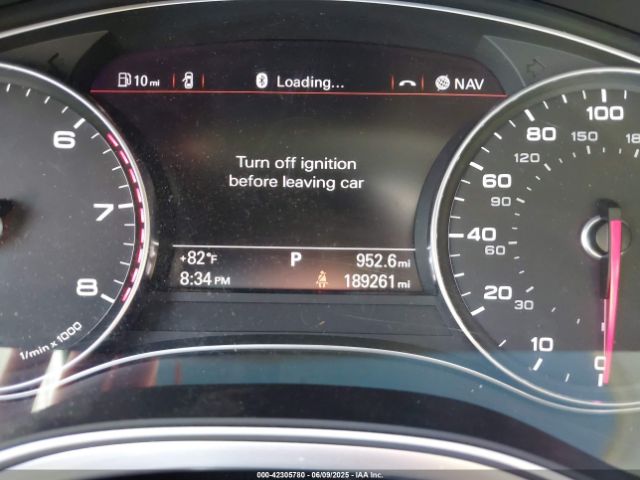 10 mi Loading... NAV
Turn off ignition
before leaving car
+82°F P 952.6 mi
8:34 PM 189261 mi
6
7
8
1/min x 1000
100
80 150 18
120
60
90
40
60
20
30
10
0
000-42305780 - 06/09/2025 - IAA Inc.